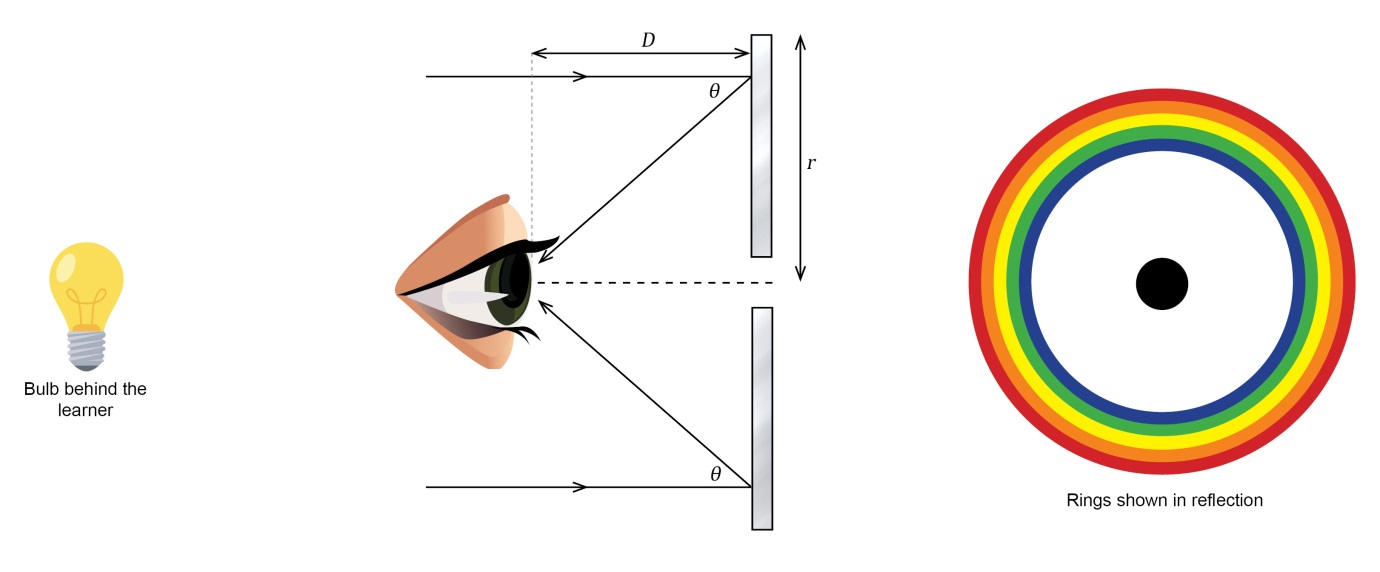 D
θ
r
Bulb behind the
learner
θ
Rings shown in reflection